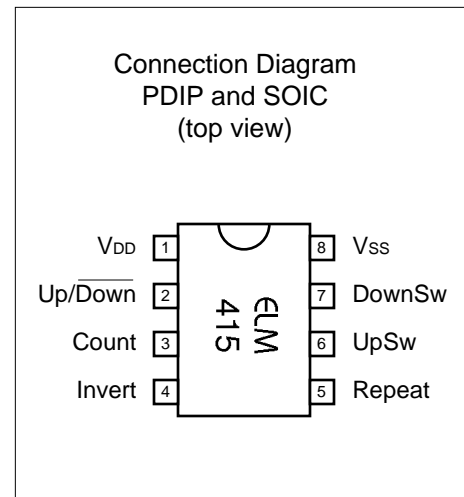 Connection Diagram
PDIP and SOIC
(top view)
VDD 1 8 VSS
Up/Down 2 7 DownSw
Count 3 6 UpSw
Invert 4 5 Repeat
ELM
415